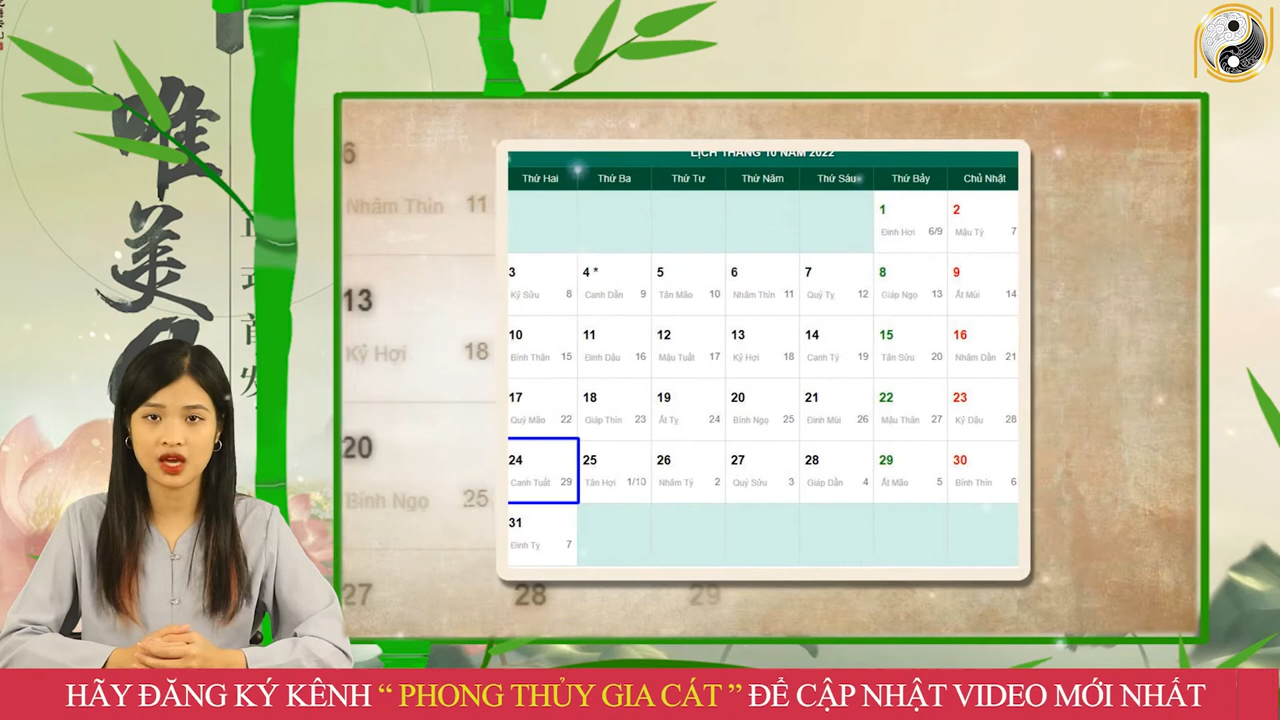 唯
美
6
Nhâm Thìn 11
13
Kỷ Hợi 18
20
Bính Ngọ 25
27 28 29
LỊCH THÁNG 10 NĂM 2022
Thứ Hai Thứ Ba Thứ Tư Thứ Năm Thứ Sáu Thứ Bảy Chủ Nhật
1 2
Đinh Hợi 6/9 Mậu Tý 7
3 4 * 5 6 7 8 9
Kỷ Sửu 8 Canh Dần 9 Tân Mão 10 Nhâm Thìn 11 Quý Tỵ 12 Giáp Ngọ 13 Ất Mùi 14
10 11 12 13 14 15 16
Bính Thân 15 Đinh Dậu 16 Mậu Tuất 17 Kỷ Hợi 18 Canh Tý 19 Tân Sửu 20 Nhâm Dần 21
17 18 19 20 21 22 23
Quý Mão 22 Giáp Thìn 23 Ất Tỵ 24 Bính Ngọ 25 Đinh Mùi 26 Mậu Thân 27 Kỷ Dậu 28
24 25 26 27 28 29 30
Canh Tuất 29 Tân Hợi 1/10 Nhâm Tý 2 Quý Sửu 3 Giáp Dần 4 Ất Mão 5 Bính Thìn 6
31
Đinh Tỵ 7
HÃY ĐĂNG KÝ KÊNH “ PHONG THỦY GIA CÁT ” ĐỂ CẬP NHẬT VIDEO MỚI NHẤT